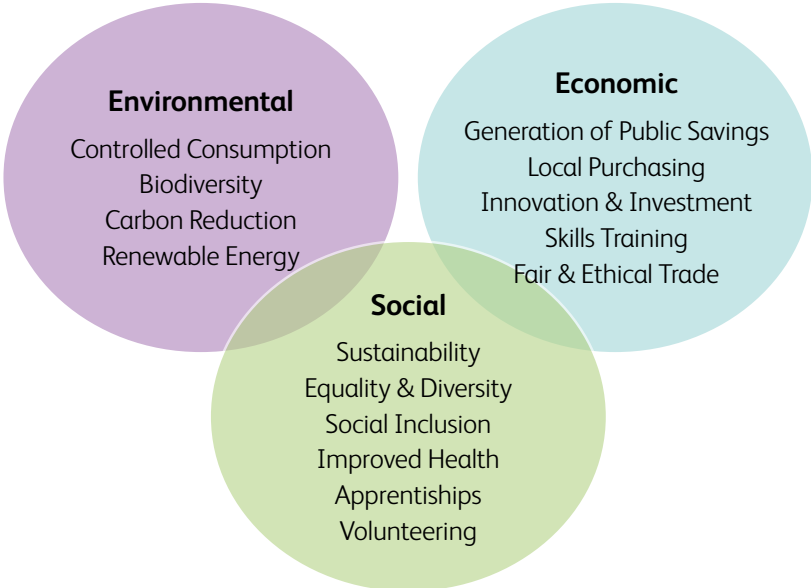 Environmental
Controlled Consumption
Biodiversity
Carbon Reduction
Renewable Energy
Economic
Generation of Public Savings
Local Purchasing
Innovation & Investment
Skills Training
Fair & Ethical Trade
Social
Sustainability
Equality & Diversity
Social Inclusion
Improved Health
Apprentiships
Volunteering